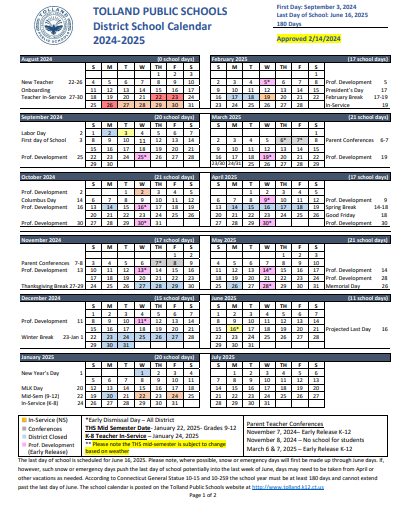 TOLLAND PUBLIC SCHOOLS
District School Calendar
2024-2025
First Day: September 3, 2024
Last Day of School: June 16, 2025
180 Days
Approved 2/14/2024
August 2024 (0 school days)
S M T W TH F S
1 2 3
4 5 6 7 8 9 10
New Teacher 22-26 11 12 13 14 15 16 17
Onboarding
Teacher In-Service 27-30 18 19 20 21 22 23 24
25 26 27 28 29 30 31
February 2025 (17 school days)
S M T W TH F S
1
2 3 4 5* 6 7 8 Prof. Development 5
9 10 11 12 13 14 15 President's Day 17
16 17 18 19 20 21 22 February Break 17-19
23 24 25 26 27 28 In-Service 19
September 2024 (20 school days)
S M T W TH F S
Labor Day 2 1 2 3 4 5 6 7
First day of School 3 8 9 10 11 12 13 14
15 16 17 18 19 20 21
Prof. Development 25 22 23 24 25* 26 27 28
29 30
March 2025 (21 school days)
S M T W TH F S
1
2 3 4 5 6* 7* 8 Parent Conferences 6-7
9 10 11 12 13 14 15
16 17 18 19* 20 21 22 Prof. Development 19
23/30 24/31 25 26 27 28 29
October 2024 (21 school days)
S M T W TH F S
Prof. Development 2 1 2 3 4 5
Columbus Day 14 6 7 8 9 10 11 12
Prof. Development 16 13 14 15 16* 17 18 19
20 21 22 23 24 25 26
Prof. Development 30 27 28 29 30* 31
April 2025 (17 school days)
S M T W TH F S
1 2 3 4 5
6 7 8 9* 10 11 12 Prof. Development 9
13 14 15 16 17 18 19 Spring Break 14-18
20 21 22 23 24 25 26 Good Friday 18
27 28 29 30* Prof. Development 30
November 2024 (17 school days)
S M T W TH F S
1 2
Parent Conferences 7-8 3 4 5 6 7* 8 9
Prof. Development 13 10 11 12 13* 14 15 16
17 18 19 20 21 22 23
Thanksgiving Break 27-29 24 25 26 27 28 29 30
May 2025 (21 school days)
S M T W TH F S
1 2 3
4 5 6 7 8 9 10
11 12 13 14* 15 16 17 Prof. Development 14
18 19 20 21 22 23 24 Prof. Development 28
25 26 27 28* 29 30 31 Memorial Day 26
December 2024 (15 school days)
S M T W TH F S
1 2 3 4 5 6 7
Prof. Development 11 8 9 10 11* 12 13 14
15 16 17 18 19 20 21
Winter Break 23-Jan 1 22 23 24 25 26 27 28
29 30 31
June 2025 (11 school days)
S M T W TH F S
1 2 3 4 5 6 7
8 9 10 11 12 13 14
15 16* 17 18 19 20 21 Projected Last Day 16
22 23 24 25 26 27 28
29 30 31
January 2025 (20 school days)
S M T W TH F S
New Year's Day 1 1 2 3 4
5 6 7 8 9 10 11
12 13 14 15 16 17 18
MLK Day 20
Mid-Sem (9-12) 22 19 20 21 22 23 24 25
In-Service (K-8) 24 26 27 28 29 30 31
July 2025
S M T W TH F S
1 2 3 4 5
6 7 8 9 10 11 12
13 14 15 16 17 18 19
20 21 22 23 24 25 26
27 28 29 30 31
In-Service (NS)
Conferences
District Closed
Prof. Development
(Early Release)
*Early Dismissal Day – All District
THS Mid Semester Date- January 22, 2025- Grades 9-12
K-8 Teacher In-Service – January 24, 2025
** Please note the THS mid-semester is subject to change
based on weather
Parent Teacher Conferences
November 7, 2024– Early Release K-12
November 8, 2024 – No school for students
March 6 & 7, 2025 – Early Release K-12
The last day of school is scheduled for June 16, 2025. Please note, where possible, snow or emergency days will first be made up through June 30. If,
however, such snow or emergency days push the last day of school potentially into the last week of June, days may need to be taken from April or
other vacations as needed. According to Connecticut General Statue 10-15 and 10-259 the school year must be at least 180 days and cannot extend
past the last day of June. The school calendar is posted on the Tolland Public Schools website at http://www.tolland.k12.ct.us
Page 1 of 2